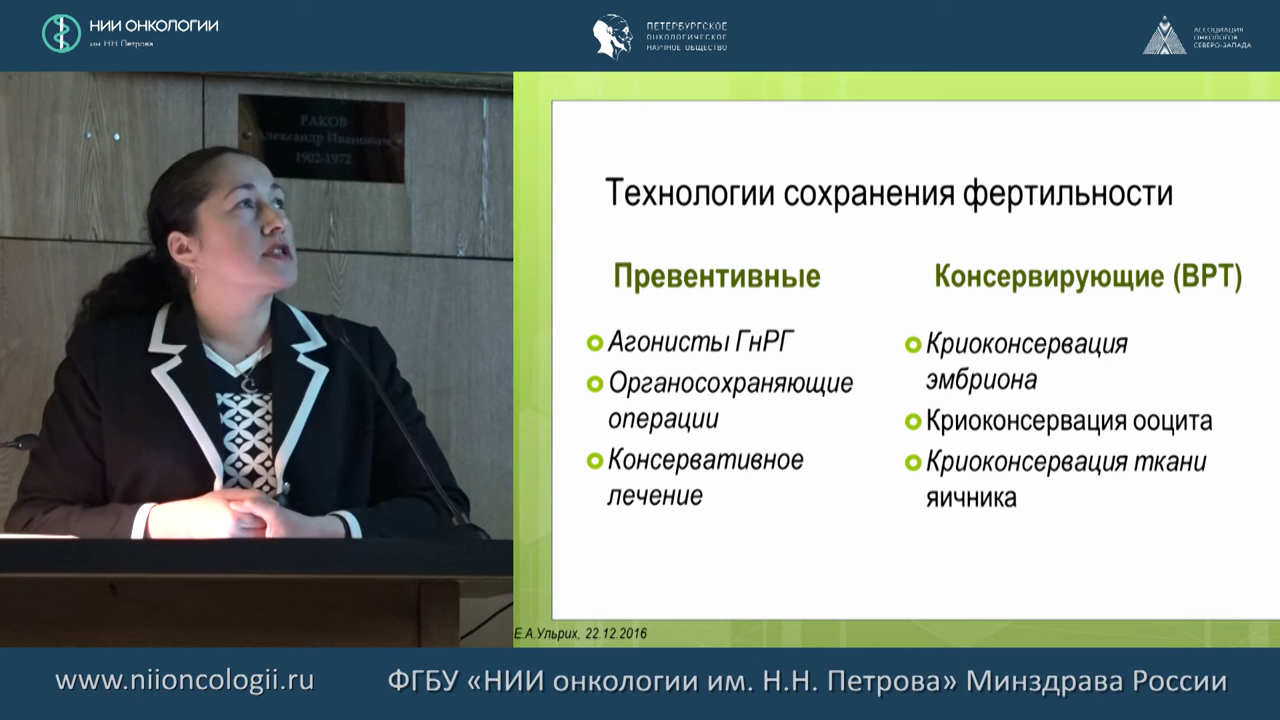 НИИ ОНКОЛОГИИ
им. Н.Н. Петрова
ПЕТЕРБУРГСКОЕ
ОНКОЛОГИЧЕСКОЕ
НАУЧНОЕ ОБЩЕСТВО
АССОЦИАЦИЯ
ОНКОЛОГОВ
СЕВЕРО-ЗАПАДА
РАКОВ
Александр Иванович
1902-1972
Технологии сохранения фертильности
Превентивные
Агонисты ГнРГ
Органосохраняющие
операции
Консервативное
лечение
Консервирующие (ВРТ)
Криоконсервация
эмбриона
Криоконсервация ооцита
Криоконсервация ткани
яичника
Е.А.Ульрих, 22.12.2016
www.niioncologii.ru
ФГБУ «НИИ онкологии им. Н.Н. Петрова» Минздрава России